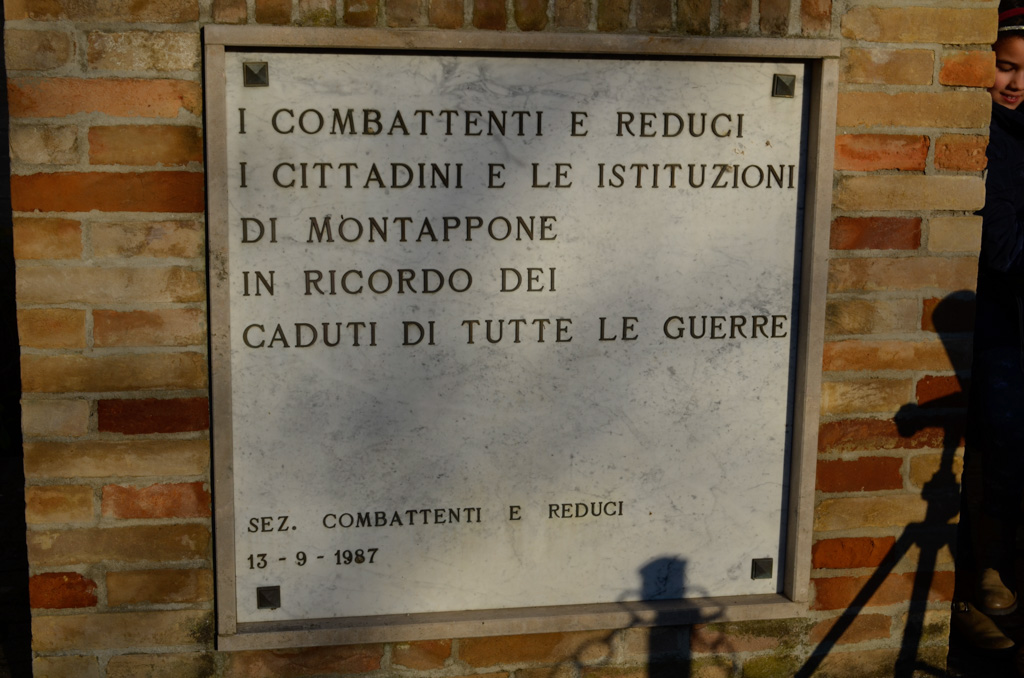 I COMBATTENTI E REDUCI
I CITTADINI E LE ISTITUZIONI
DI MONTAPPONE
IN RICORDO DEI
CADUTI DI TUTTE LE GUERRE
SEZ. COMBATTENTI E REDUCI
13 - 9 - 1987